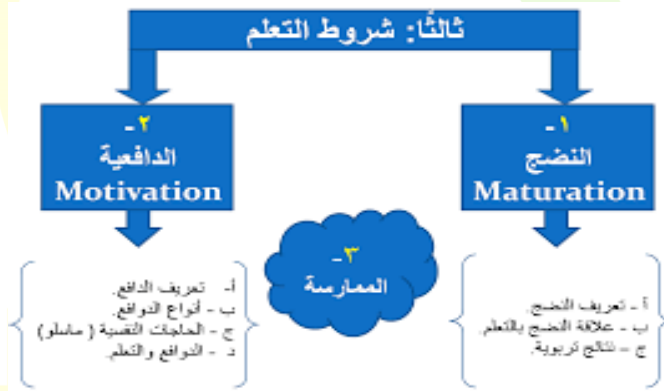 ثالثًا: شروط التعلم
١-
النضج
Maturation
٢-
الدافعية
Motivation
٣-
الممارسة
أ - تعريف النضج.
ب - علاقة النضج بالتعلم.
ج - نتائج تربوية.
أ- تعريف الدافع.
ب - أنواع الدوافع.
ج - الحاجات النفسية ( ماسلو)
د - الدوافع والتعلم.